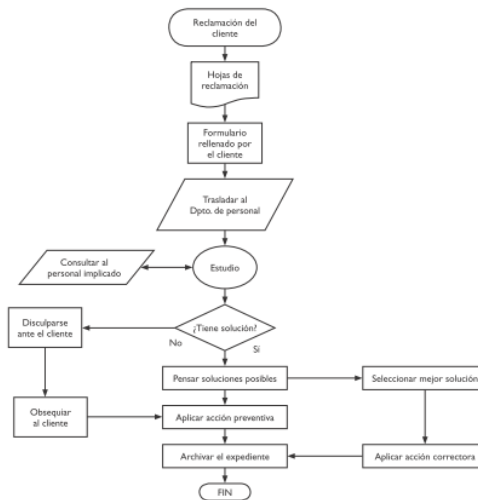 Reclamación del
cliente
Hojas de
reclamación
Formulario
rellenado por
el cliente
Trasladar al
Dpto. de personal
Consultar al
personal implicado
Estudio
Disculparse
ante el cliente
¿Tiene solución?
No
Sí
Pensar soluciones posibles
Seleccionar mejor solución
Obsequiar
al cliente
Aplicar acción preventiva
Archivar el expediente
Aplicar acción correctora
FIN